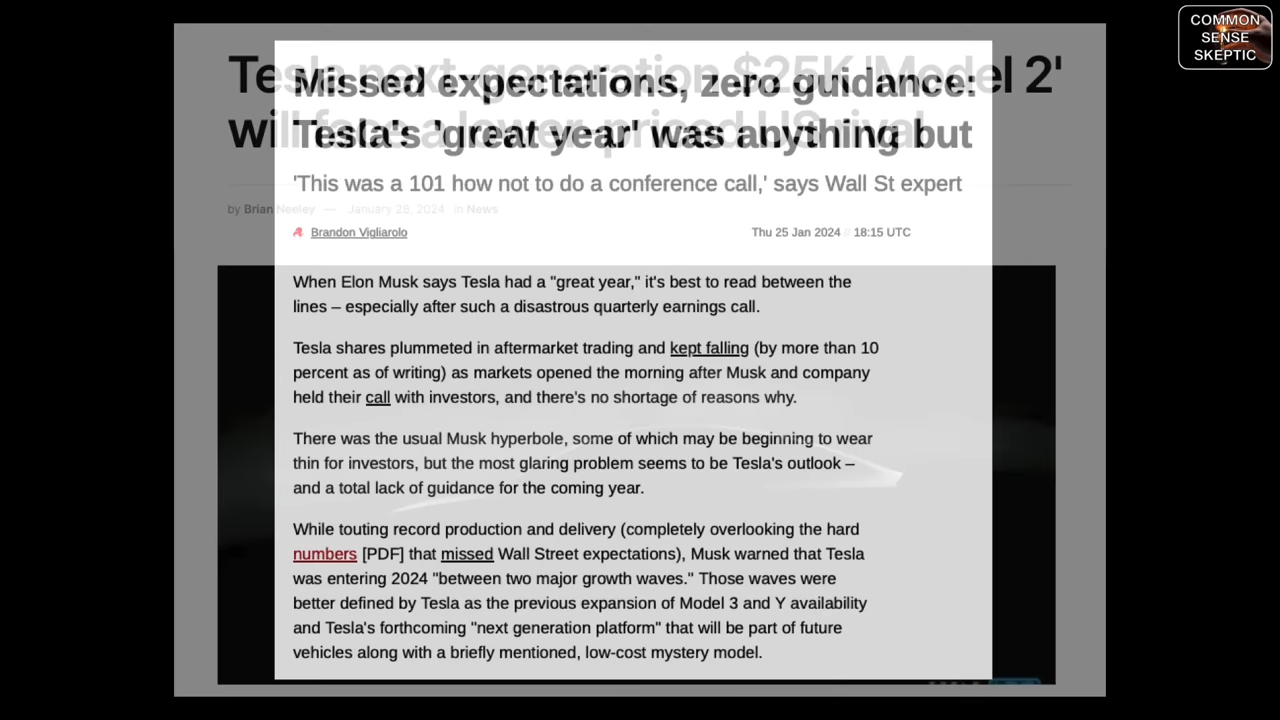 COMMON
SENSE
SKEPTIC
Tesla next-generation $25K 'Model 2'
will face a lower-priced US rival
by Brian Neeley — January 28, 2024 in News
Missed expectations, zero guidance:
Tesla's 'great year' was anything but
'This was a 101 how not to do a conference call,' says Wall St expert
Brandon Vigliarolo Thu 25 Jan 2024 // 18:15 UTC
When Elon Musk says Tesla had a "great year," it's best to read between the
lines – especially after such a disastrous quarterly earnings call.
Tesla shares plummeted in aftermarket trading and kept falling (by more than 10
percent as of writing) as markets opened the morning after Musk and company
held their call with investors, and there's no shortage of reasons why.
There was the usual Musk hyperbole, some of which may be beginning to wear
thin for investors, but the most glaring problem seems to be Tesla's outlook –
and a total lack of guidance for the coming year.
While touting record production and delivery (completely overlooking the hard
numbers [PDF] that missed Wall Street expectations), Musk warned that Tesla
was entering 2024 "between two major growth waves." Those waves were
better defined by Tesla as the previous expansion of Model 3 and Y availability
and Tesla's forthcoming "next generation platform" that will be part of future
vehicles along with a briefly mentioned, low-cost mystery model.